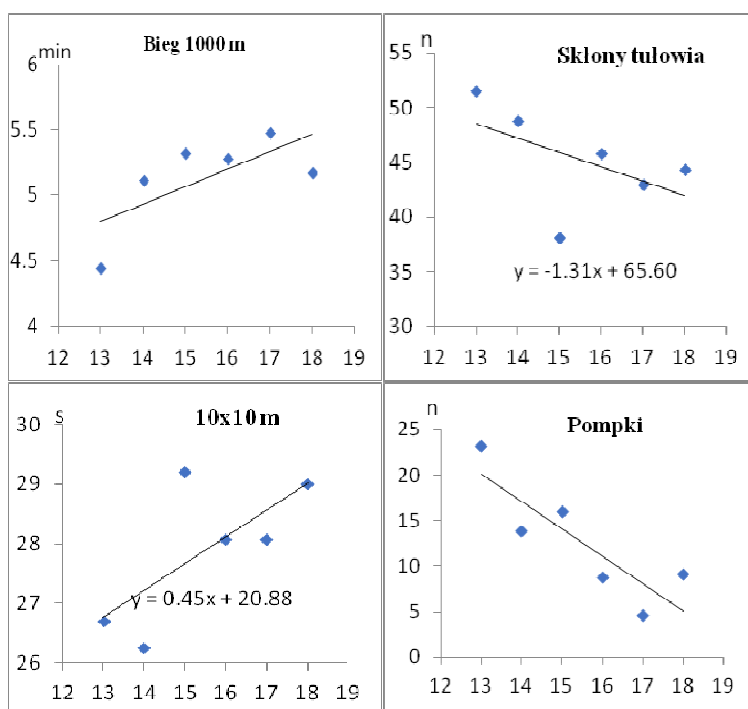 Bieg 1000 m
min
6
5.5
5
4.5
4
12 13 14 15 16 17 18 19
Sklony tulowia
n
55
50
45
40
35
30
y = -1.31x + 65.60
12 13 14 15 16 17 18 19
10x10 m
s
30
29
28
27
26
y = 0.45x + 20.88
12 13 14 15 16 17 18 19
Pompki
n
25
20
15
10
5
0
12 13 14 15 16 17 18 19